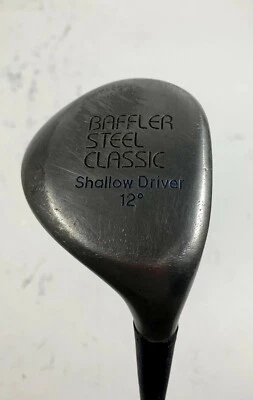 BAFFLER
STEEL
CLASSIC
Shallow Driver
12°